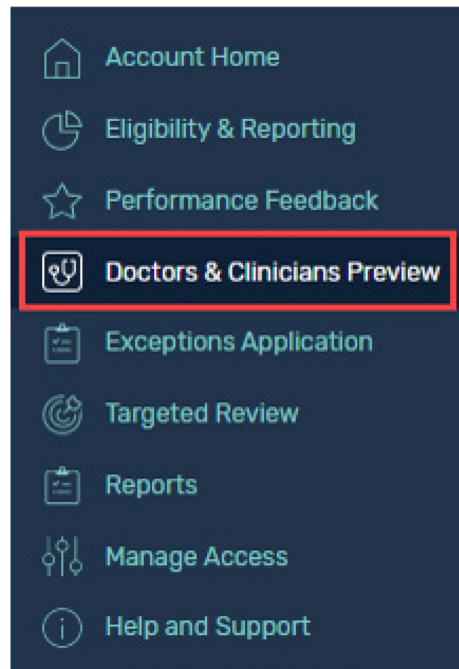 Account Home
Eligibility & Reporting
Performance Feedback
Doctors & Clinicians Preview
Exceptions Application
Targeted Review
Reports
Manage Access
Help and Support